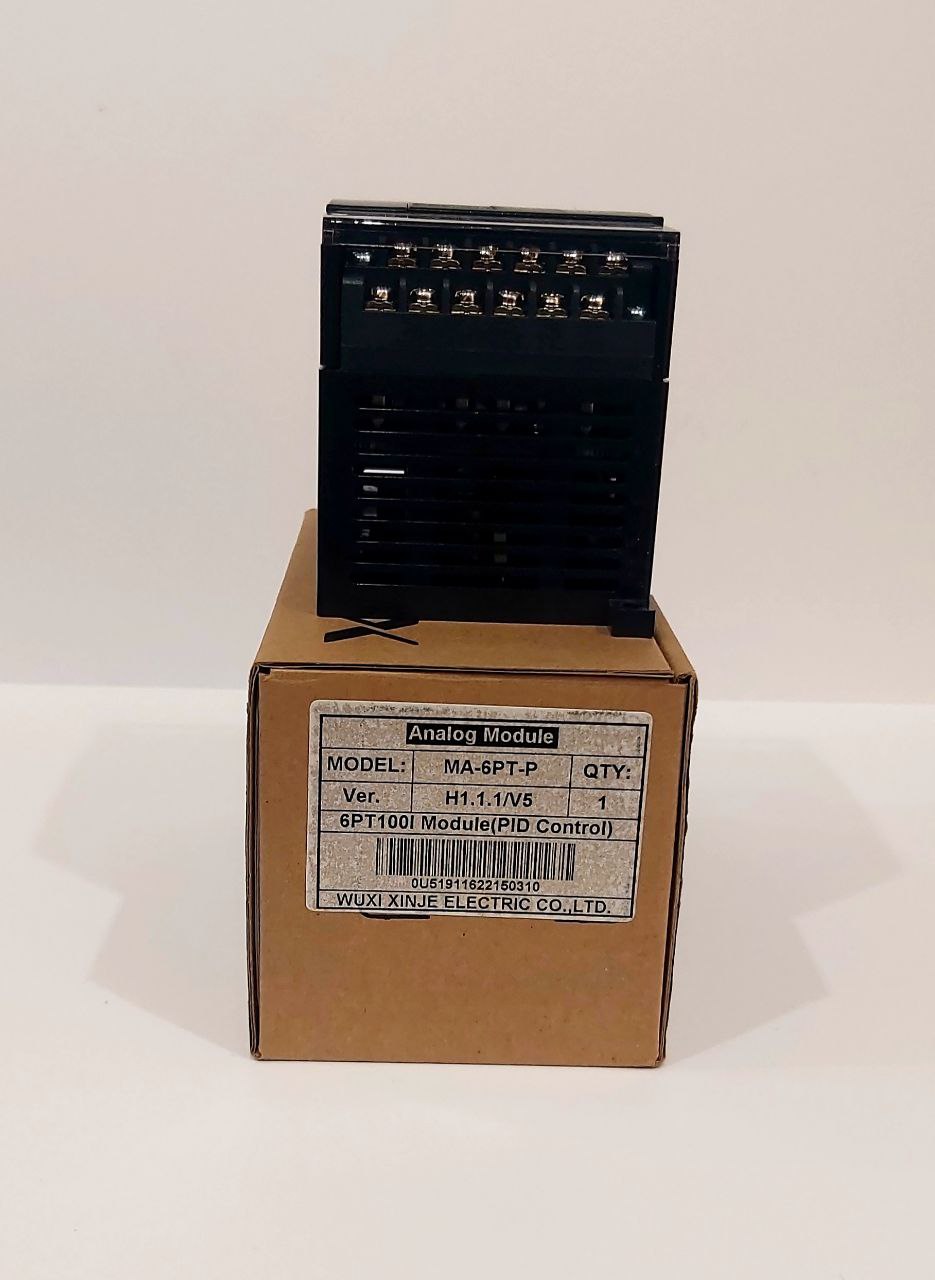 Analog Module
MODEL: MA-6PT-P QTY:
Ver. H1.1.1/V5 1
6PT100I Module(PID Control)
0U51911622150310
WUXI XINJE ELECTRIC CO.,LTD.